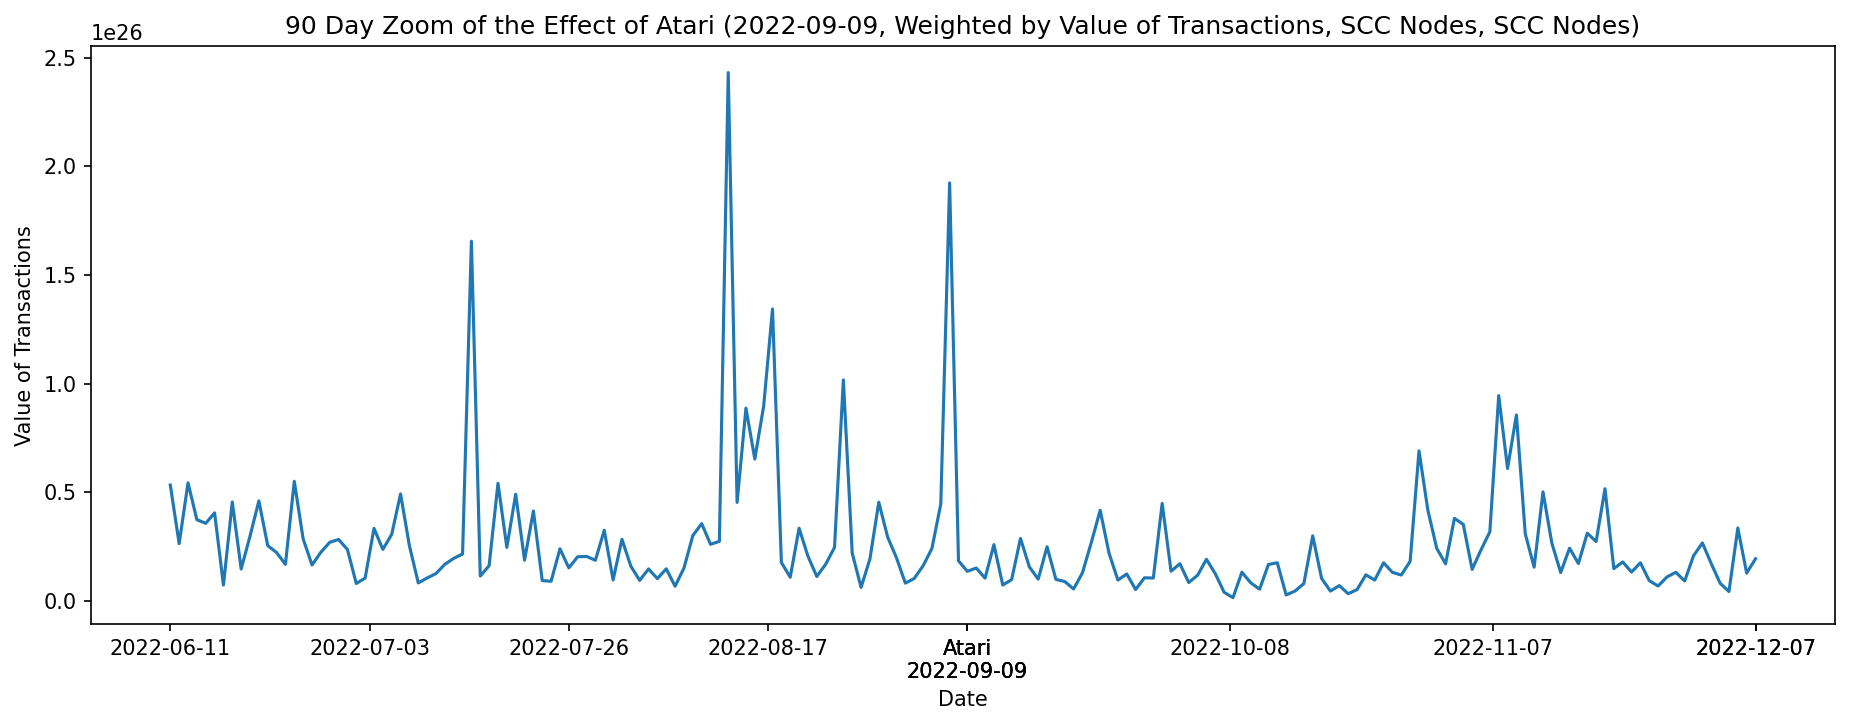 90 Day Zoom of the Effect of Atari (2022-09-09, Weighted by Value of Transactions, SCC Nodes, SCC Nodes)
1e26
2.5
2.0
1.5
1.0
0.5
0.0
Value of Transactions
2022-06-11 2022-07-03 2022-07-26 2022-08-17 Atari 2022-10-08 2022-11-07 2022-12-07
2022-09-09
Date